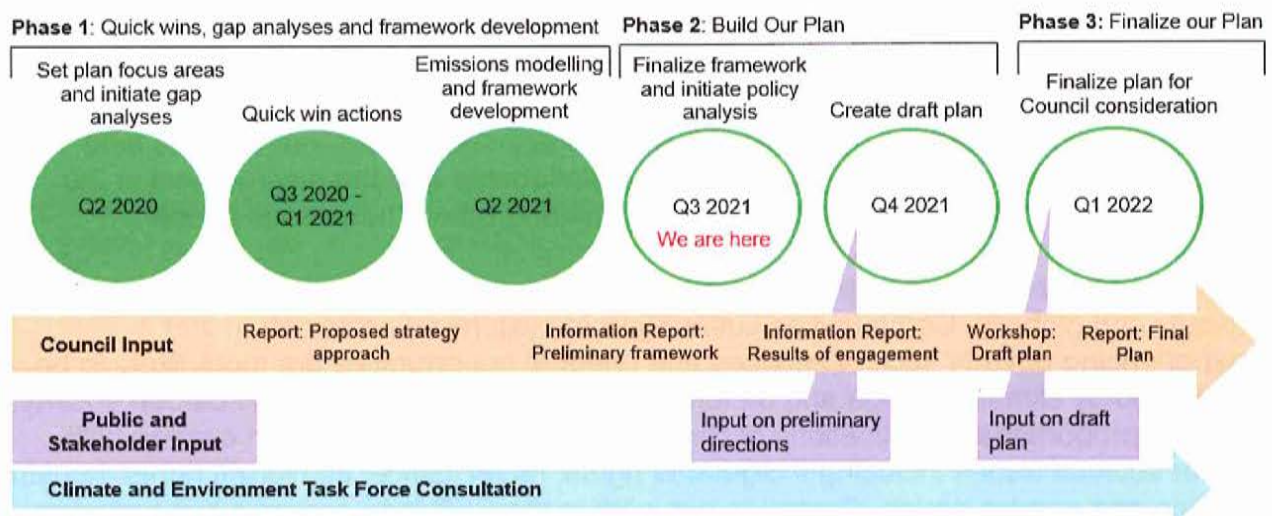 Phase 1: Quick wins, gap analyses and framework development
Phase 2: Build Our Plan
Phase 3: Finalize our Plan
Set plan focus areas
and initiate gap
analyses
Quick win actions
Emissions modelling
and framework
development
Finalize framework
and initiate policy
analysis
Create draft plan
Finalize plan for
Council consideration
Q2 2020
Q3 2020 -
Q1 2021
Q2 2021
Q3 2021
We are here
Q4 2021
Q1 2022
Council Input
Report: Proposed strategy
approach
Information Report:
Preliminary framework
Information Report:
Results of engagement
Workshop:
Draft plan
Report: Final
Plan
Public and
Stakeholder Input
Input on preliminary
directions
Input on draft
plan
Climate and Environment Task Force Consultation